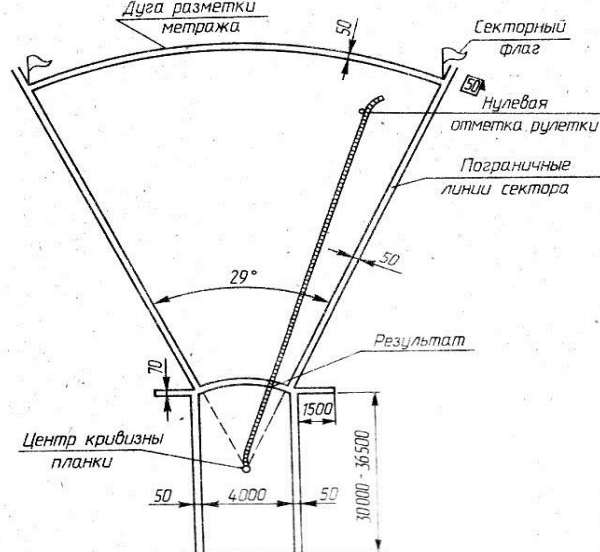 Дуга разметки
метража
50
Секторный
флаг
50
Нулевая
отметка рулетки
Пограничные
линии сектора
50
29°
Результат
70
1500
Центр кривизны
планки
50
4000
50
30000-36500